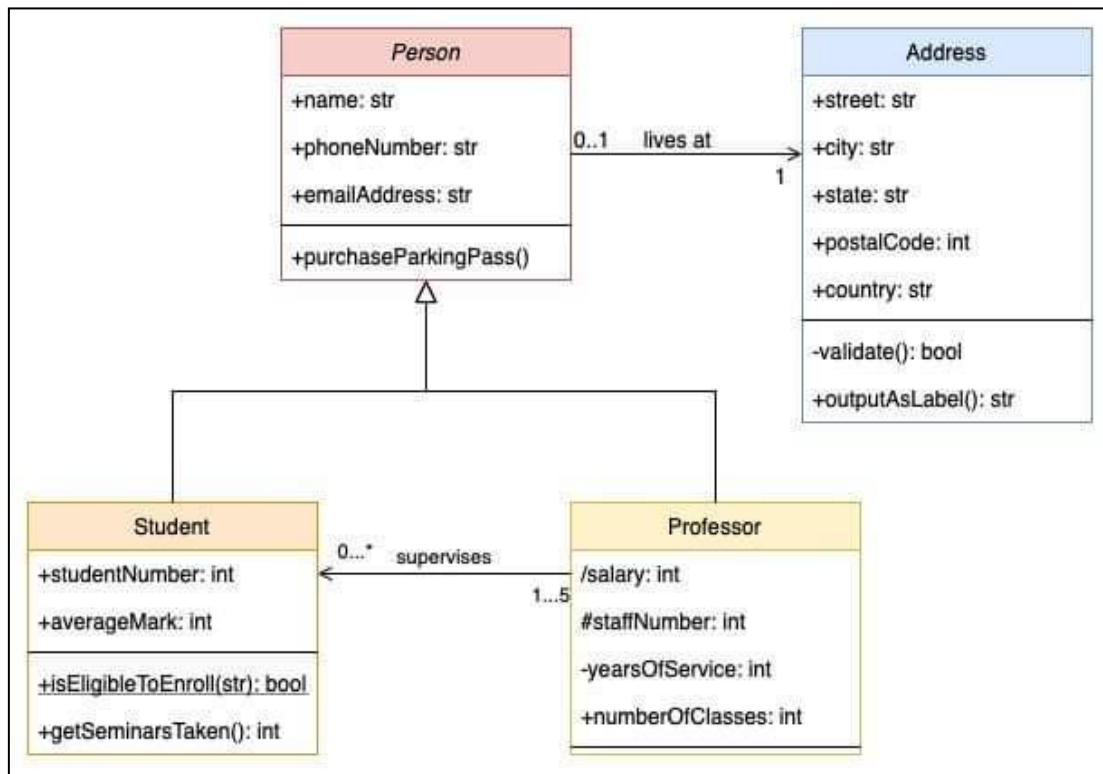 Person
+name: str
+phoneNumber: str
+emailAddress: str
+purchaseParkingPass()
0..1 lives at
1
Address
+street: str
+city: str
+state: str
+postalCode: int
+country: str
-validate(): bool
+outputAsLabel(): str
Student
+studentNumber: int
+averageMark: int
+isEligibleToEnroll(str): bool
+getSeminarsTaken(): int
0...* supervises
1...5
Professor
/salary: int
#staffNumber: int
-yearsOfService: int
+numberOfClasses: int